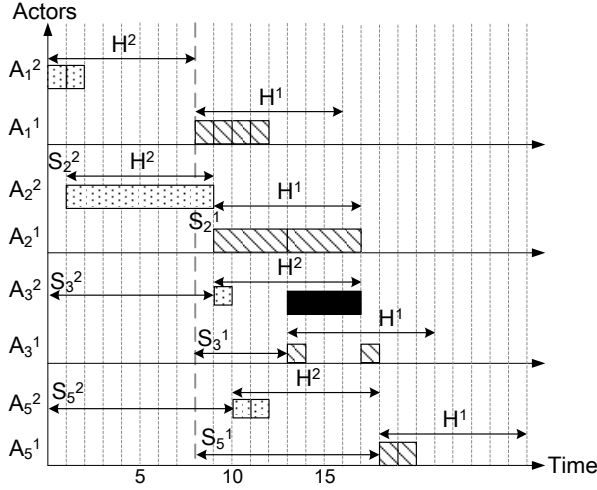 Actors
H²
A₁²
H¹
A₁¹
S₂² H²
A₂²
H¹
S₂¹
A₂¹
H²
A₃² S₃²
H¹
S₃¹
A₃¹
H²
S₅²
H¹
A₅²
S₅¹
A₅¹
5 10 15 Time